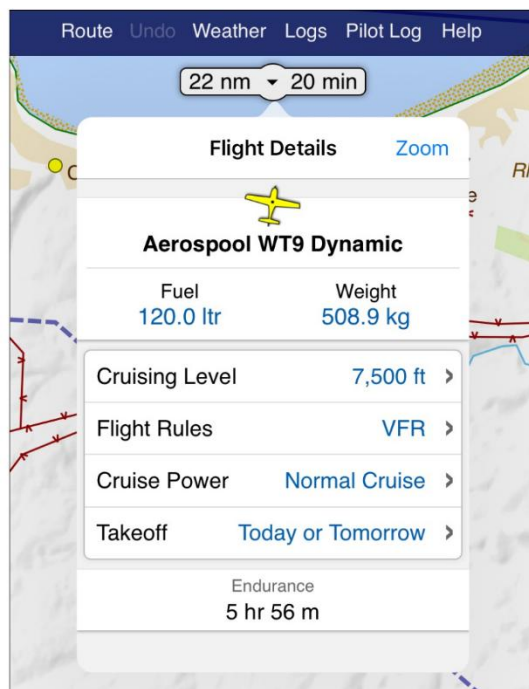 Route Undo Weather Logs Pilot Log Help
22 nm 20 min
Flight Details Zoom
Aerospool WT9 Dynamic
Fuel Weight
120.0 ltr 508.9 kg
Cruising Level 7,500 ft
Flight Rules VFR
Cruise Power Normal Cruise
Takeoff Today or Tomorrow
Endurance
5 hr 56 m